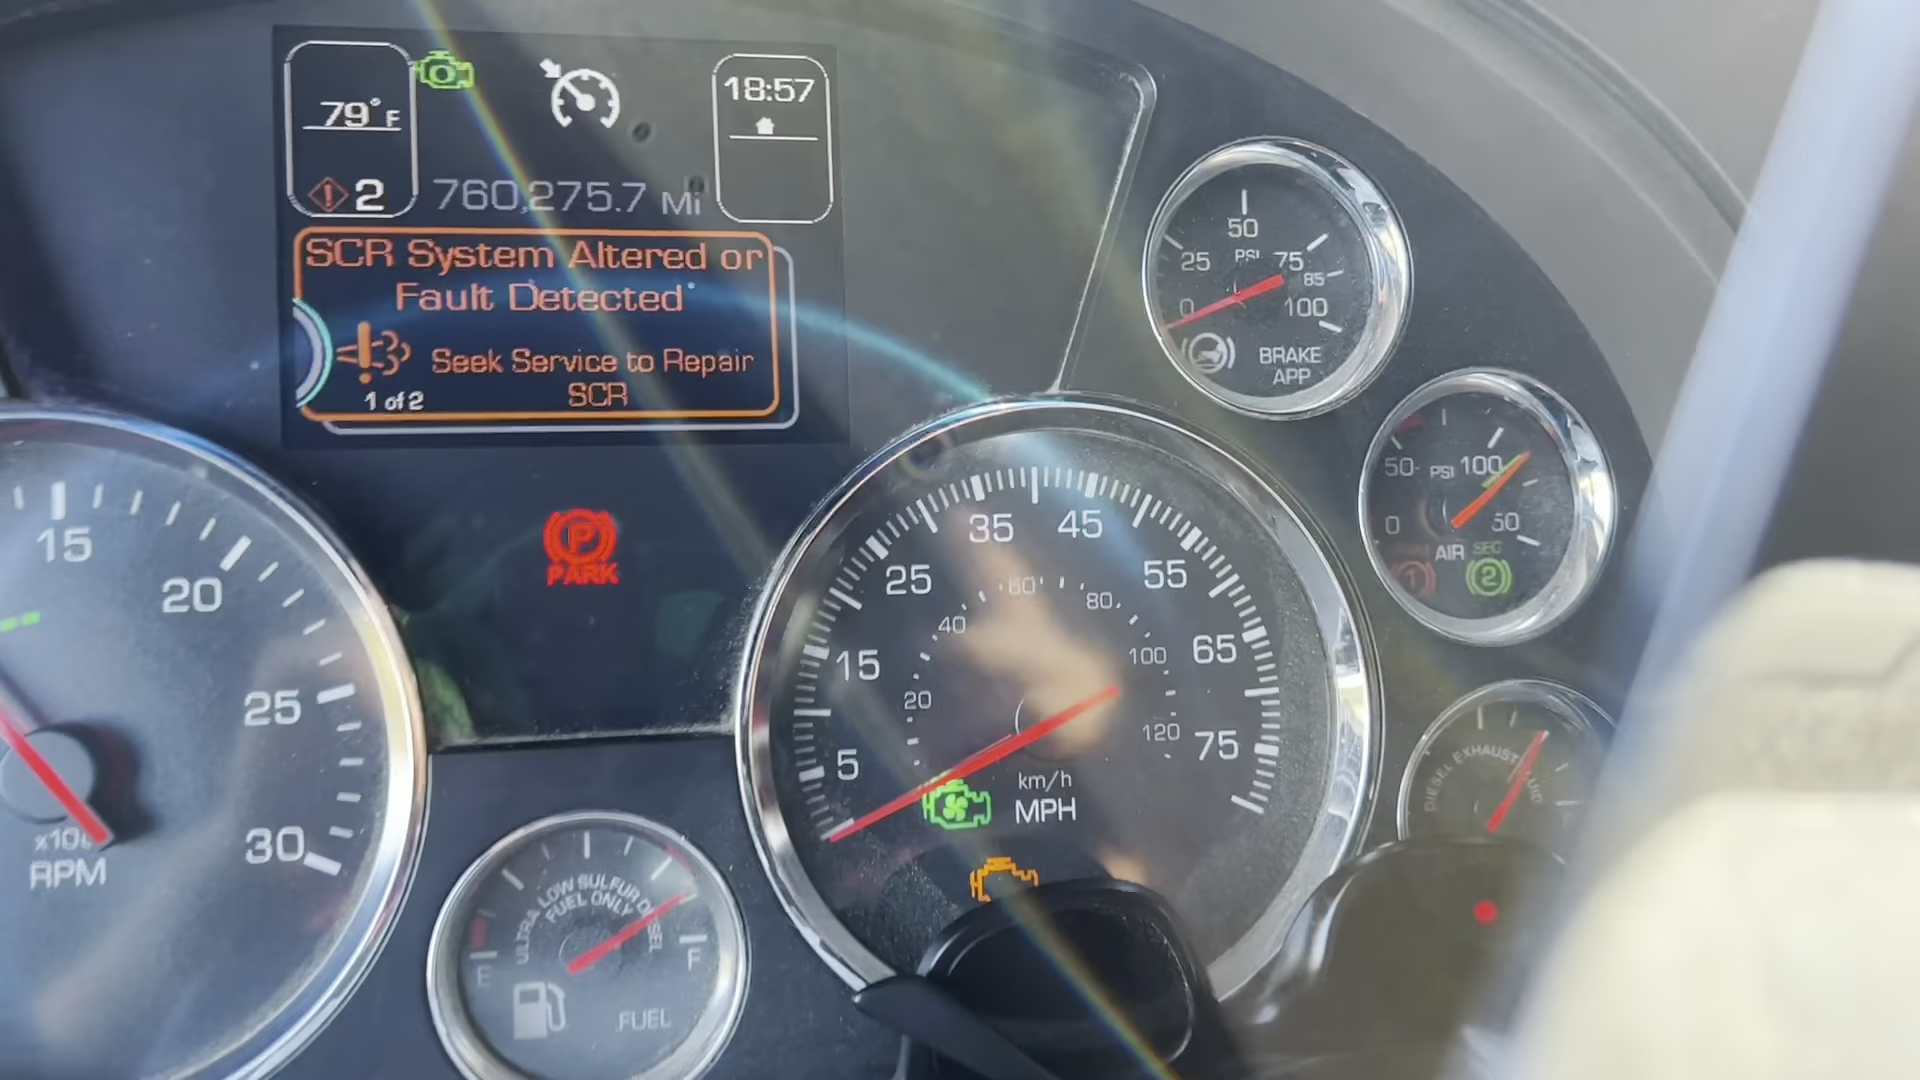 79°F
18:57
2
760,275.7 Mi
SCR System Altered or
Fault Detected
Seek Service to Repair
SCR
1 of 2
50
25 PSI 75
85
0 100
BRAKE
APP
50 PSI 100
0 50
AIR SEC
1 2
P
PARK
15
20
25
30
RPM
35 45
25 55
15 65
5 75
20 40 60 80 100 120
km/h
MPH
DIESEL EXHAUST FLUID
ULTRA LOW SULFUR DIESEL
FUEL ONLY
E F
FUEL